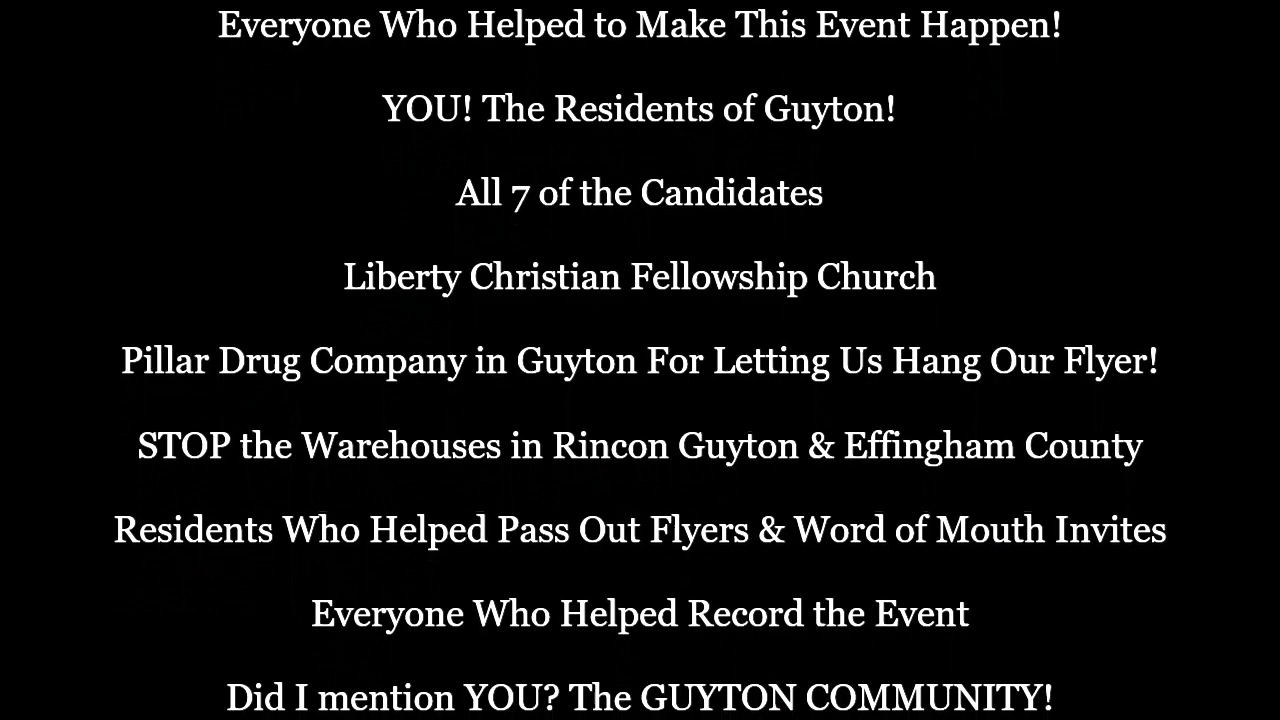 Everyone Who Helped to Make This Event Happen!
YOU! The Residents of Guyton!
All 7 of the Candidates
Liberty Christian Fellowship Church
Pillar Drug Company in Guyton For Letting Us Hang Our Flyer!
STOP the Warehouses in Rincon Guyton & Effingham County
Residents Who Helped Pass Out Flyers & Word of Mouth Invites
Everyone Who Helped Record the Event
Did I mention YOU? The GUYTON COMMUNITY!